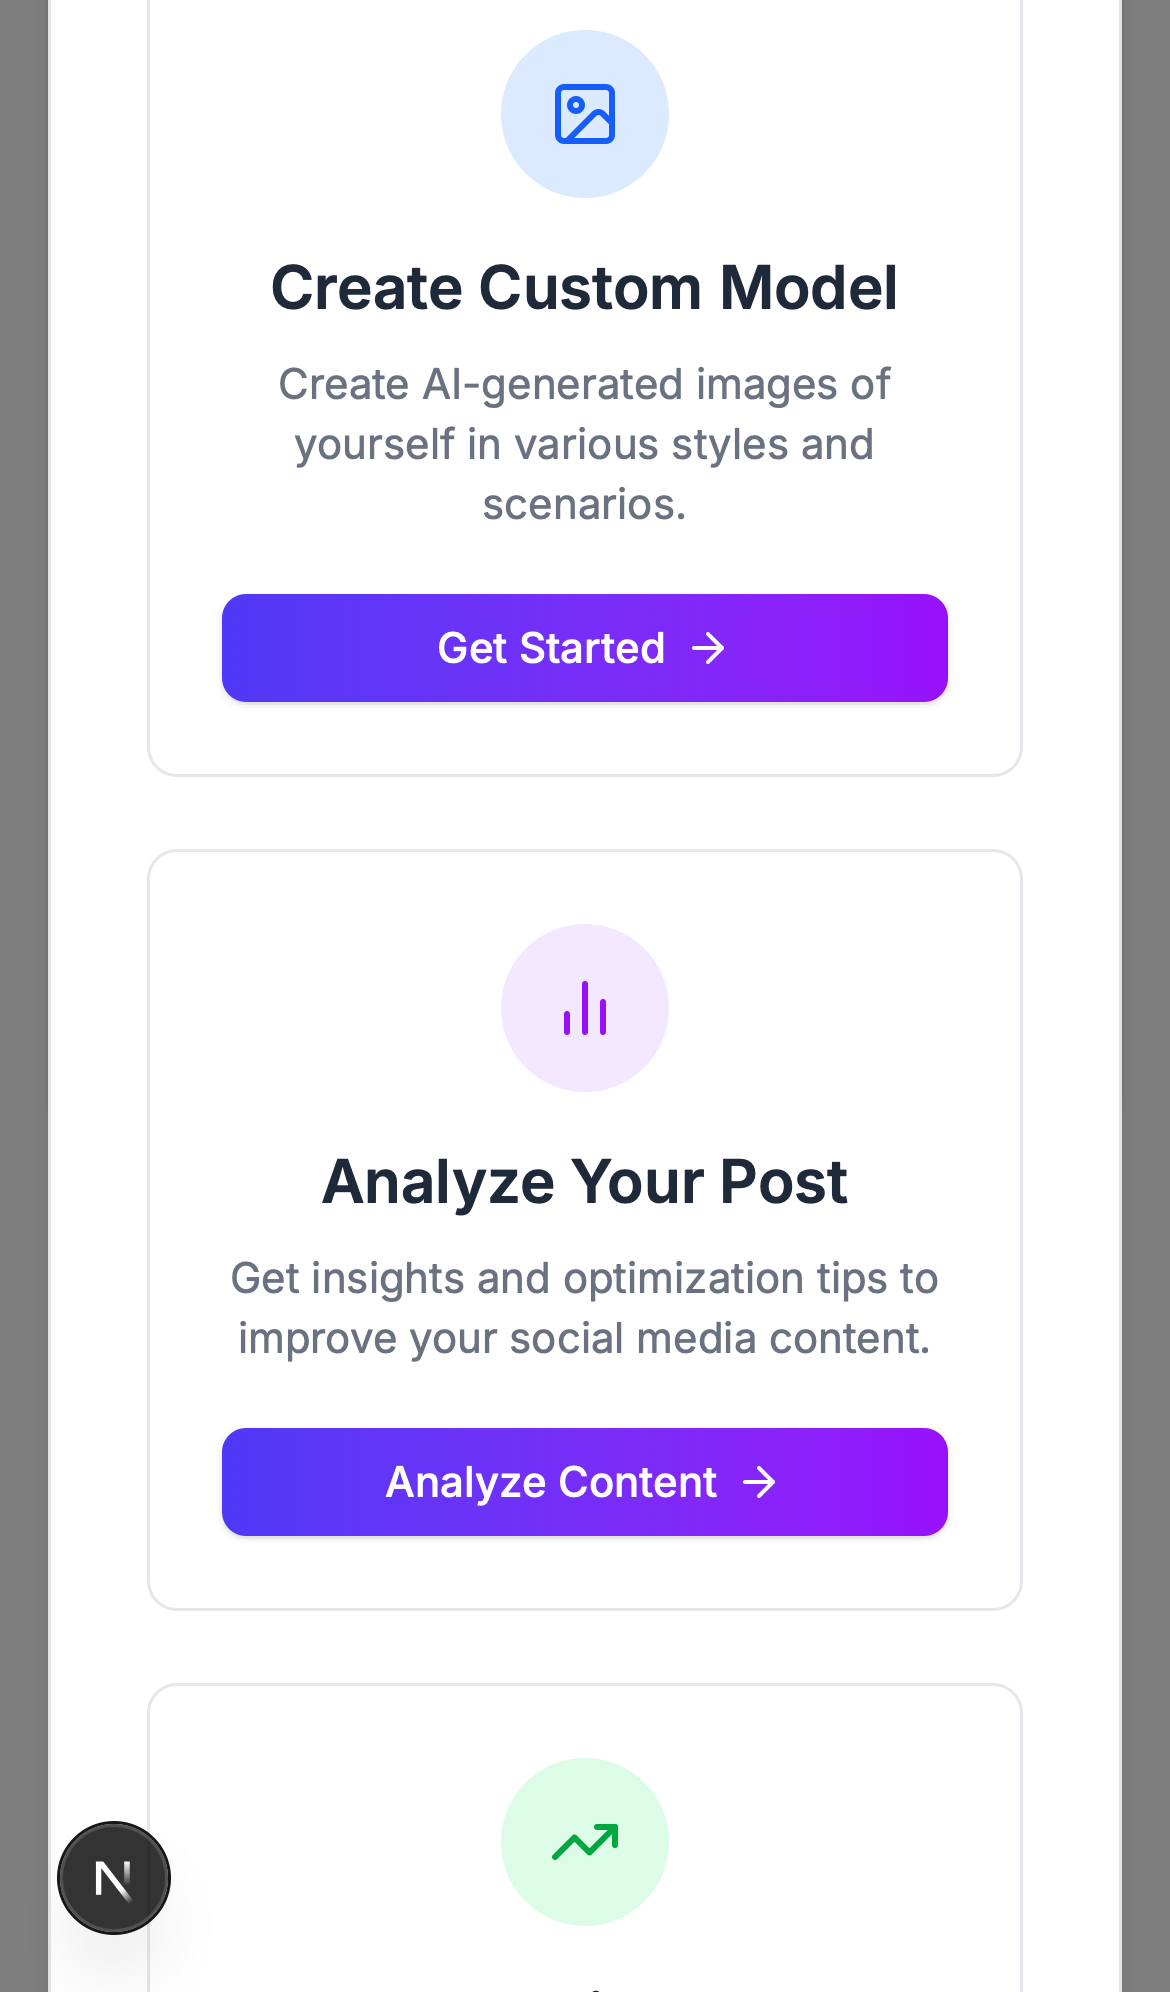 Create Custom Model
Create AI-generated images of
yourself in various styles and
scenarios.
Get Started
Analyze Your Post
Get insights and optimization tips to
improve your social media content.
Analyze Content
N